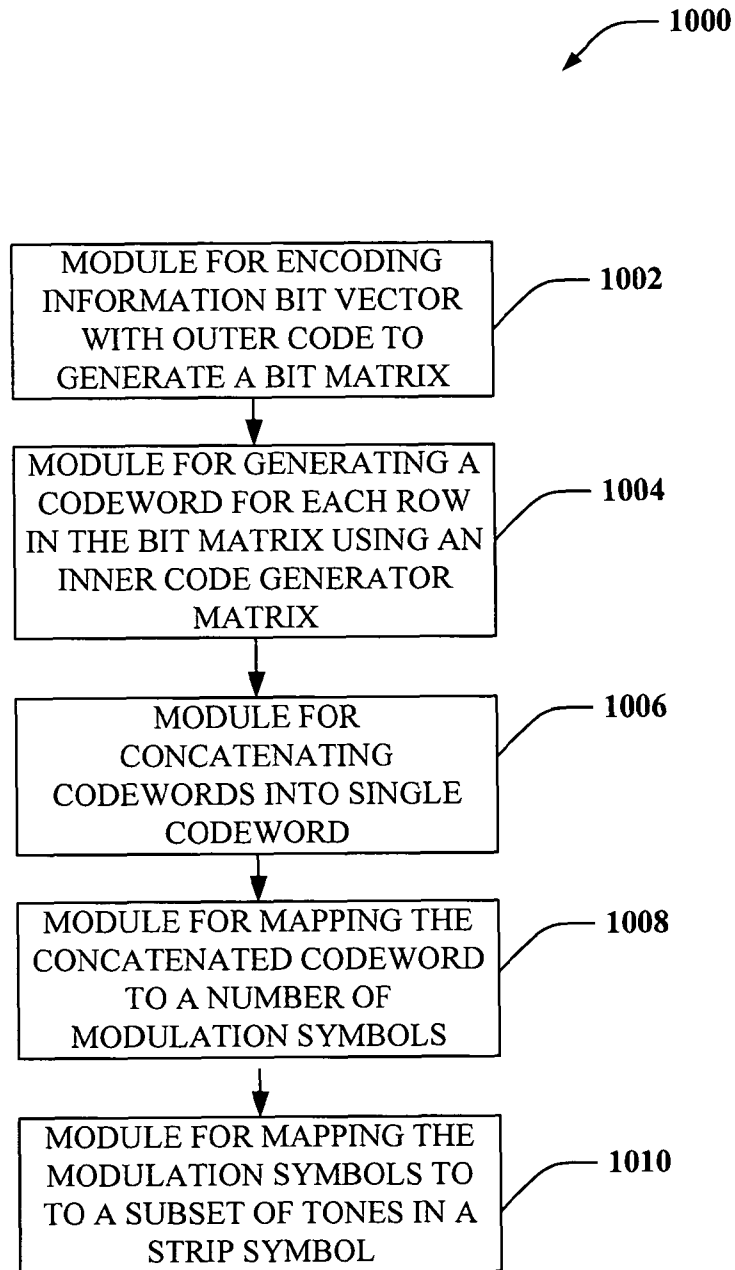 1000
MODULE FOR ENCODING
INFORMATION BIT VECTOR
WITH OUTER CODE TO
GENERATE A BIT MATRIX
1002
MODULE FOR GENERATING A
CODEWORD FOR EACH ROW
IN THE BIT MATRIX USING AN
INNER CODE GENERATOR
MATRIX
1004
MODULE FOR
CONCATENATING
CODEWORDS INTO SINGLE
CODEWORD
1006
MODULE FOR MAPPING THE
CONCATENATED CODEWORD
TO A NUMBER OF
MODULATION SYMBOLS
1008
MODULE FOR MAPPING THE
MODULATION SYMBOLS TO
TO A SUBSET OF TONES IN A
STRIP SYMBOL
1010